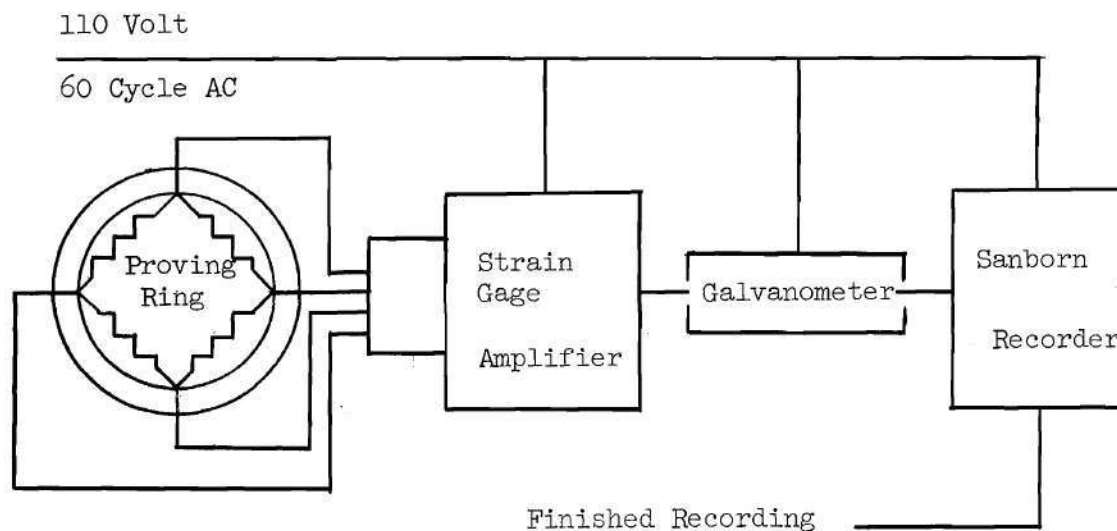 110 Volt
60 Cycle AC
Proving
Ring
Strain
Gage
Amplifier
Galvanometer
Sanborn
Recorder
Finished Recording